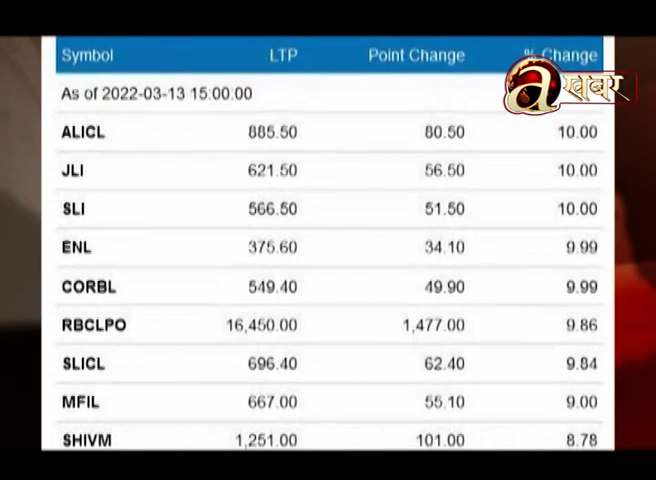 Symbol LTP Point Change % Change
aखबर
As of 2022-03-13 15:00:00
ALICL 885.50 80.50 10.00
JLI 621.50 56.50 10.00
SLI 566.50 51.50 10.00
ENL 375.60 34.10 9.99
CORBL 549.40 49.90 9.99
RBCLPO 16,450.00 1,477.00 9.86
SLICL 696.40 62.40 9.84
MFIL 667.00 55.10 9.00
SHIVM 1,251.00 101.00 8.78